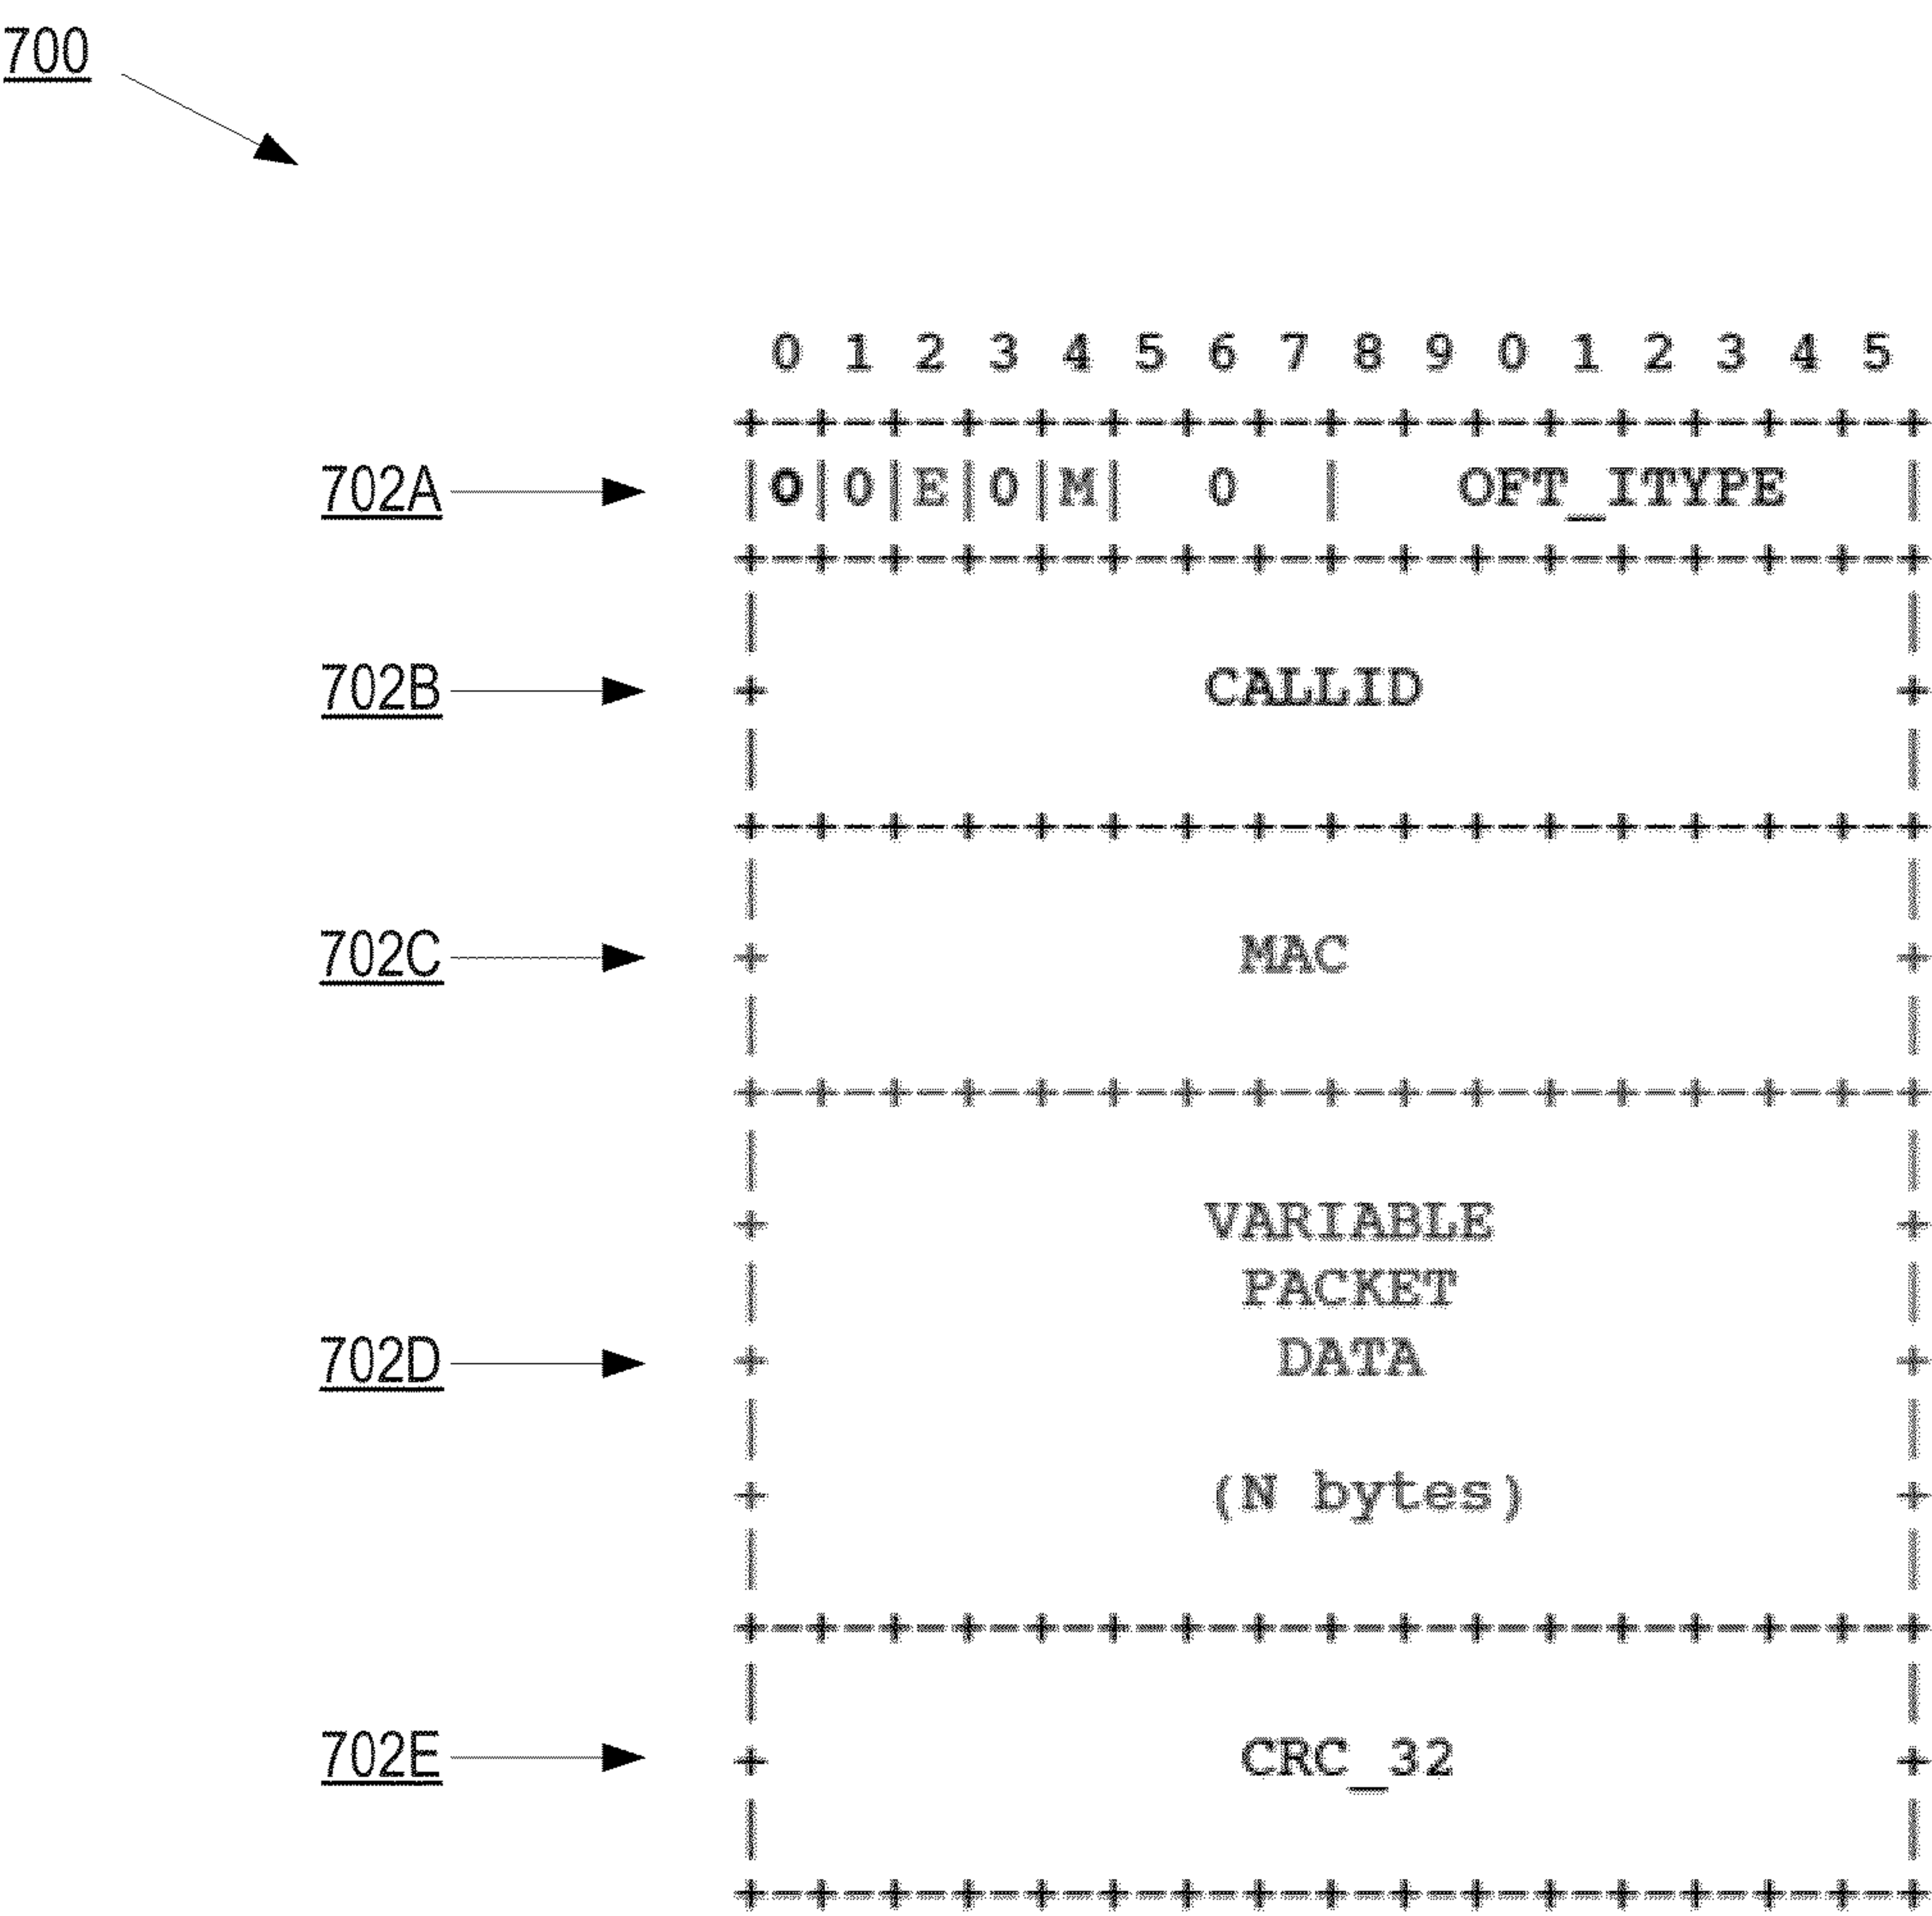 700
0 1 2 3 4 5 6 7 8 9 0 1 2 3 4 5
+-+-+-+-+-+-+-+-+-+-+-+-+-+-+-+-+
702A |O|0|E|0|M| 0 | OFT_ITYPE |
+-+-+-+-+-+-+-+-+-+-+-+-+-+-+-+-+
| |
702B + CALLID +
| |
+-+-+-+-+-+-+-+-+-+-+-+-+-+-+-+-+
| |
702C + MAC +
| |
+-+-+-+-+-+-+-+-+-+-+-+-+-+-+-+-+
| |
+ VARIABLE +
| PACKET |
702D + DATA +
| |
+ (N bytes) +
| |
+-+-+-+-+-+-+-+-+-+-+-+-+-+-+-+-+
| |
702E + CRC_32 +
| |
+-+-+-+-+-+-+-+-+-+-+-+-+-+-+-+-+